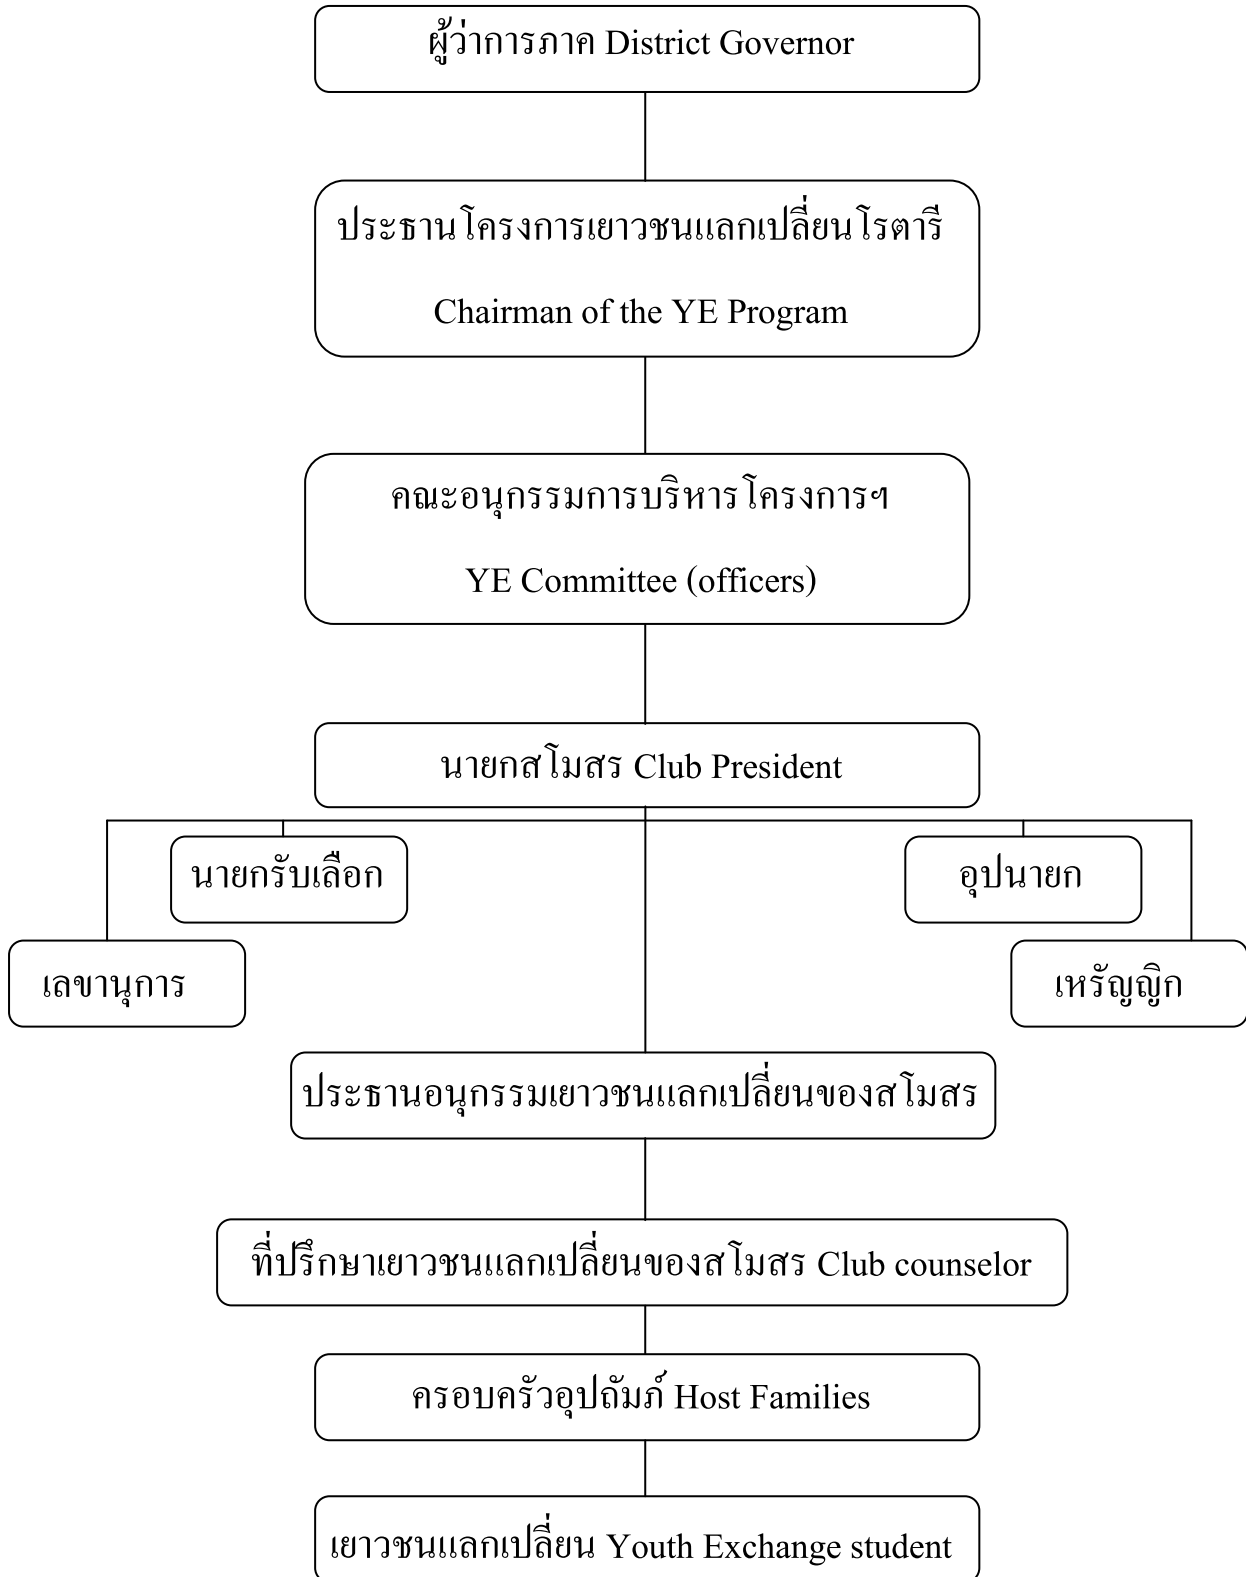 ผู้ว่าการภาค District Governor
ประธานโครงการเยาวชนแลกเปลี่ยนโรตารี
Chairman of the YE Program
คณะอนุกรรมการบริหารโครงการฯ
YE Committee (officers)
นายกสโมสร Club President
นายกรับเลือก
อุปนายก
เลขานุการ
เหรัญญิก
ประธานอนุกรรมเยาวชนแลกเปลี่ยนของสโมสร
ที่ปรึกษาเยาวชนแลกเปลี่ยนของสโมสร Club counselor
ครอบครัวอุปถัมภ์ Host Families
เยาวชนแลกเปลี่ยน Youth Exchange student